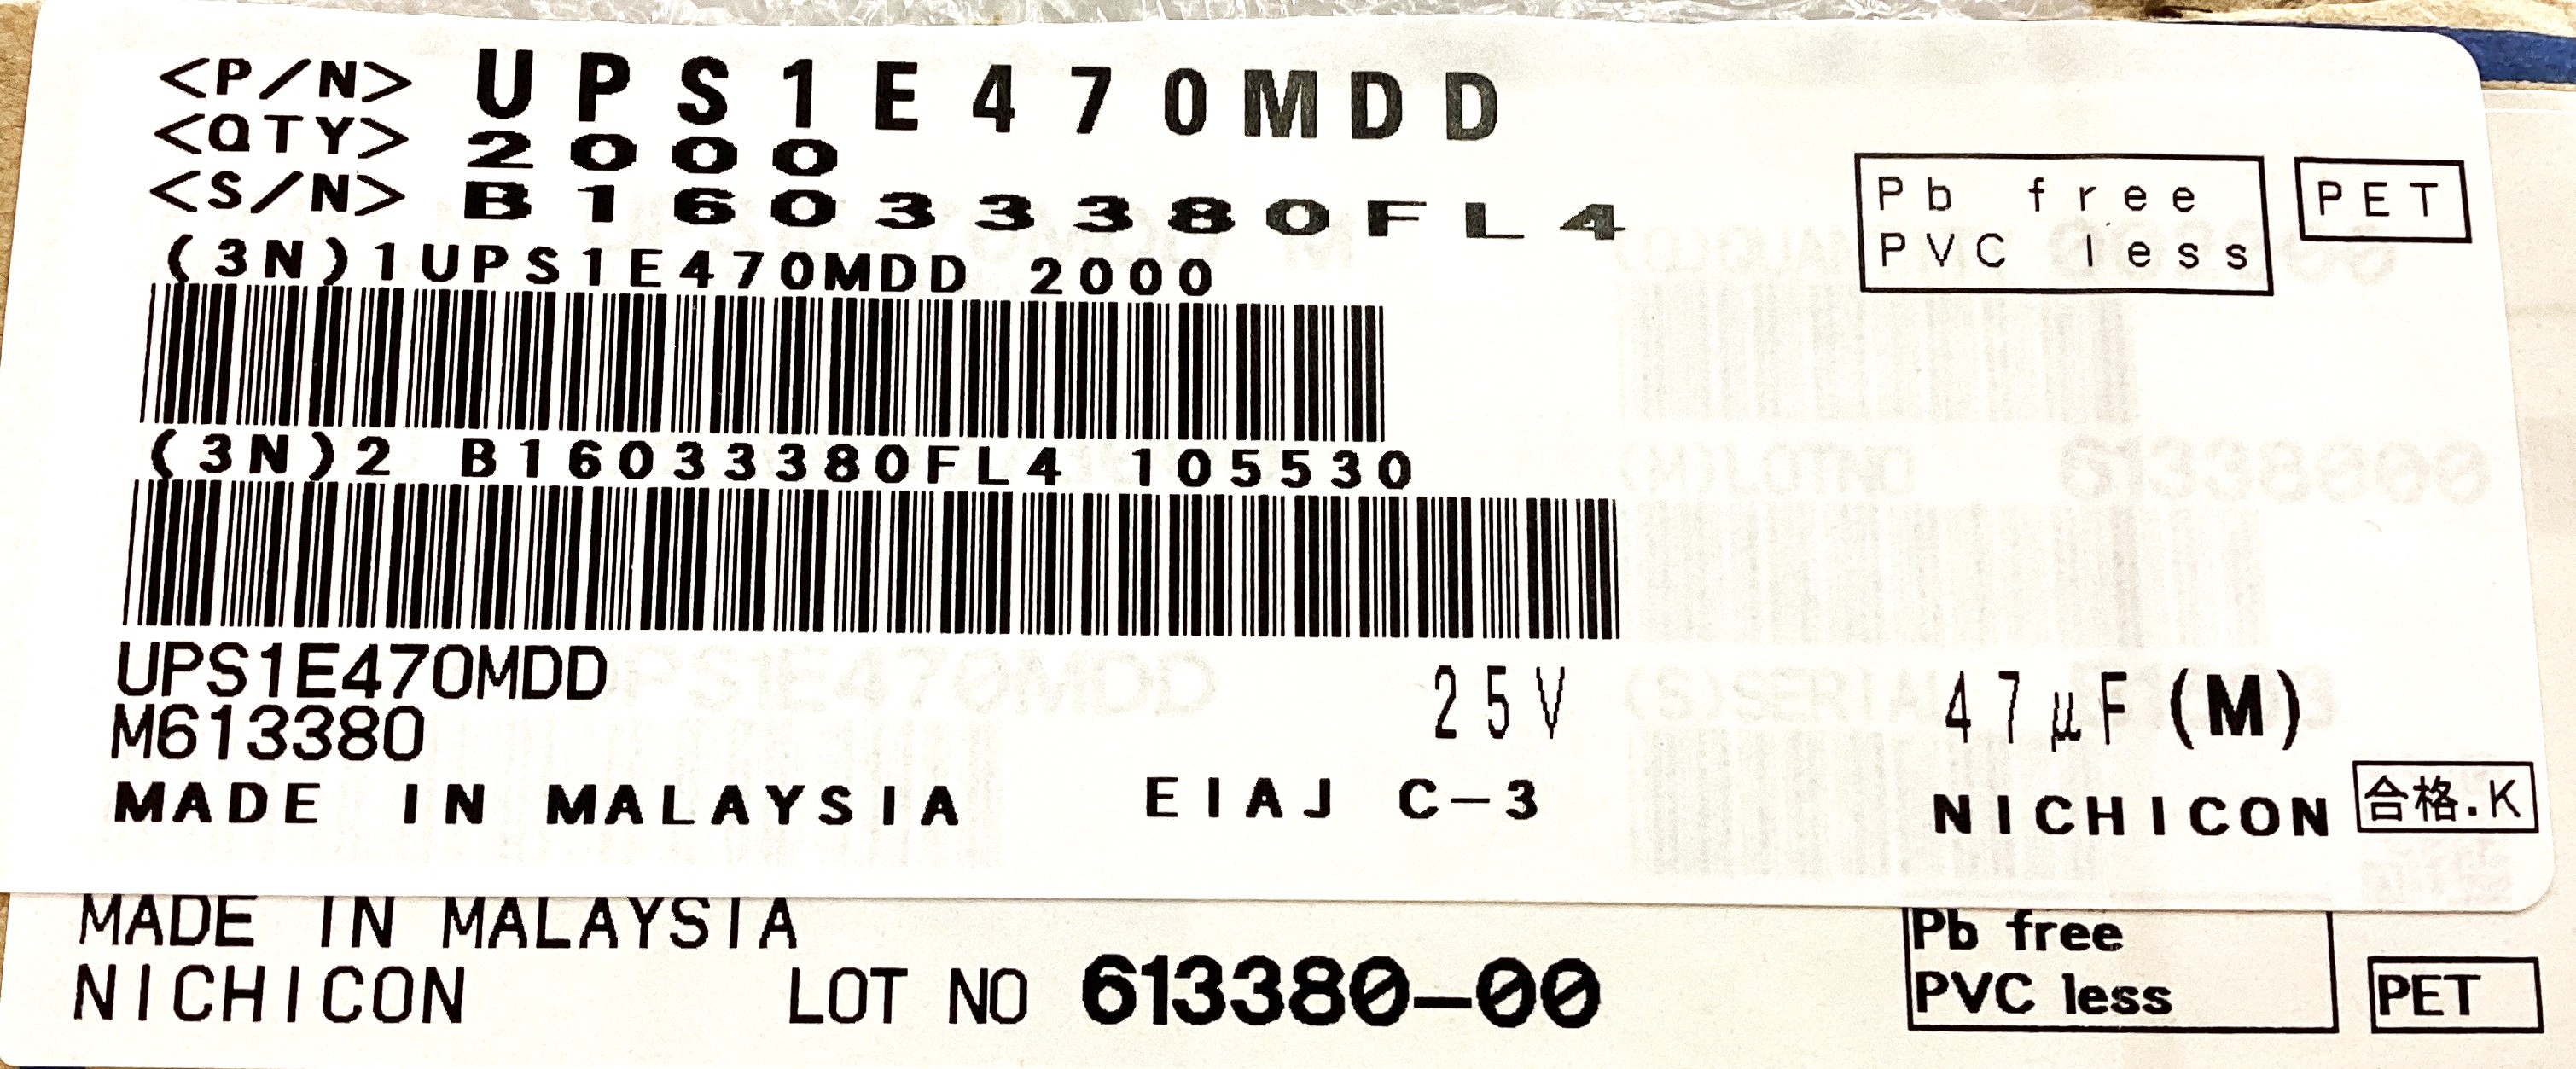 <P/N> UPS1E470MDD
<QTY> 2000
<S/N> B16033380FL4
Pb free
PVC less
PET
(3N)1UPS1E470MDD 2000
(3N)2 B16033380FL4 105530
UPS1E470MDD 25V 47μF(M)
M613380
MADE IN MALAYSIA EIAJ C-3 NICHICON 合格.K
MADE IN MALAYSIA
NICHICON LOT NO 613380-00
Pb free
PVC less
PET